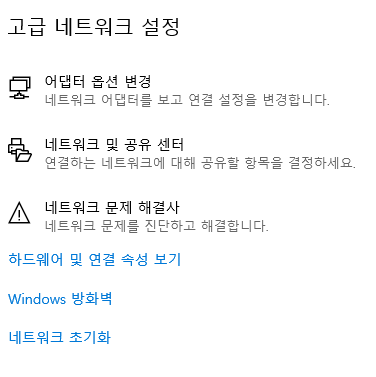 고급 네트워크 설정
어댑터 옵션 변경
네트워크 어댑터를 보고 연결 설정을 변경합니다.
네트워크 및 공유 센터
연결하는 네트워크에 대해 공유할 항목을 결정하세요.
네트워크 문제 해결사
네트워크 문제를 진단하고 해결합니다.
하드웨어 및 연결 속성 보기
Windows 방화벽
네트워크 초기화